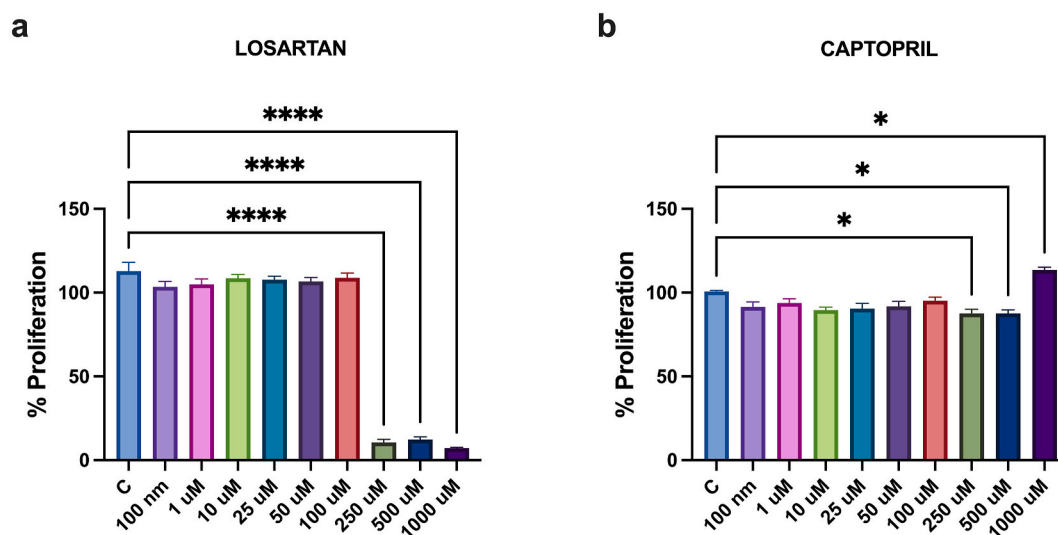 a
LOSARTAN
****
****
****
% Proliferation
150
100
50
0
C
100 nm
1 uM
10 uM
25 uM
50 uM
100 uM
250 uM
500 uM
1000 uM
b
CAPTOPRIL
*
*
*
% Proliferation
150
100
50
0
C
100 nm
1 uM
10 uM
25 uM
50 uM
100 uM
250 uM
500 uM
1000 uM